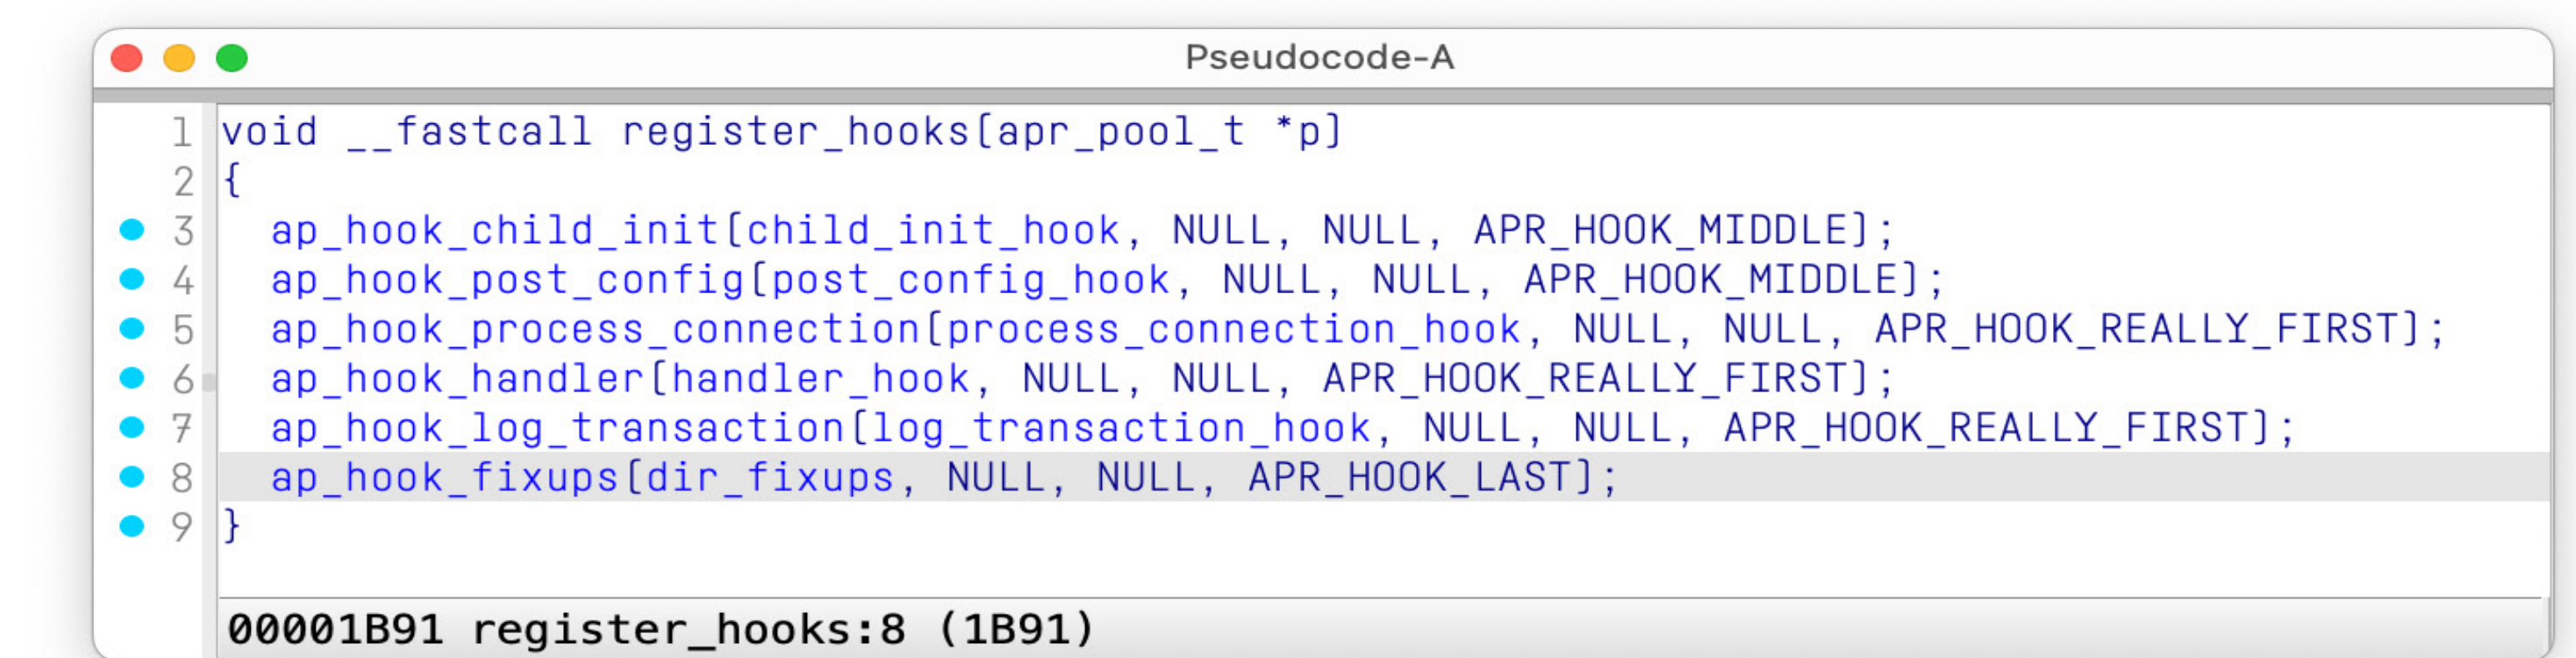 Pseudocode-A
1 void __fastcall register_hooks[apr_pool_t *p]
2 {
3 ap_hook_child_init[child_init_hook, NULL, NULL, APR_HOOK_MIDDLE];
4 ap_hook_post_config[post_config_hook, NULL, NULL, APR_HOOK_MIDDLE];
5 ap_hook_process_connection[process_connection_hook, NULL, NULL, APR_HOOK_REALLY_FIRST];
6 ap_hook_handler[handler_hook, NULL, NULL, APR_HOOK_REALLY_FIRST];
7 ap_hook_log_transaction[log_transaction_hook, NULL, NULL, APR_HOOK_REALLY_FIRST];
8 ap_hook_fixups[dir_fixups, NULL, NULL, APR_HOOK_LAST];
9 }
00001B91 register_hooks:8 (1B91)